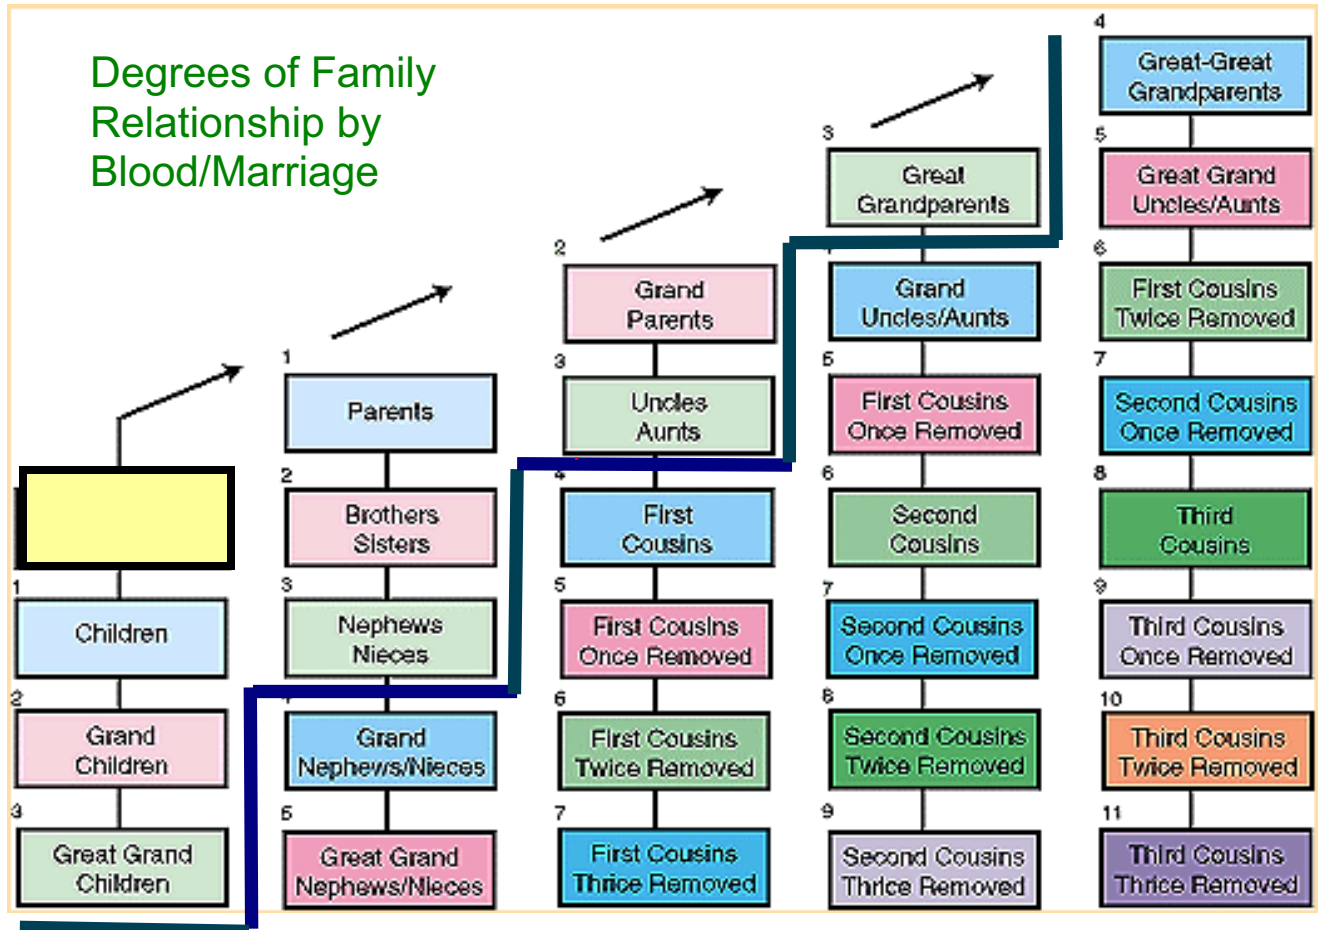 Degrees of Family
Relationship by
Blood/Marriage
1
Children
2
Grand
Children
3
Great Grand
Children
1
Parents
2
Brothers
Sisters
3
Nephews
Nieces
Grand
Nephews/Nieces
5
Great Grand
Nephews/Nieces
2
Grand
Parents
3
Uncles
Aunts
4
First
Cousins
5
First Cousins
Once Removed
6
First Cousins
Twice Removed
7
First Cousins
Thrice Removed
3
Great
Grandparents
Grand
Uncles/Aunts
5
First Cousins
Once Removed
6
Second
Cousins
7
Second Cousins
Once Removed
8
Second Cousins
Twice Removed
9
Second Cousins
Thrice Removed
4
Great-Great
Grandparents
5
Great Grand
Uncles/Aunts
6
First Cousins
Twice Removed
7
Second Cousins
Once Removed
8
Third
Cousins
9
Third Cousins
Once Removed
10
Third Cousins
Twice Removed
11
Third Cousins
Thrice Removed